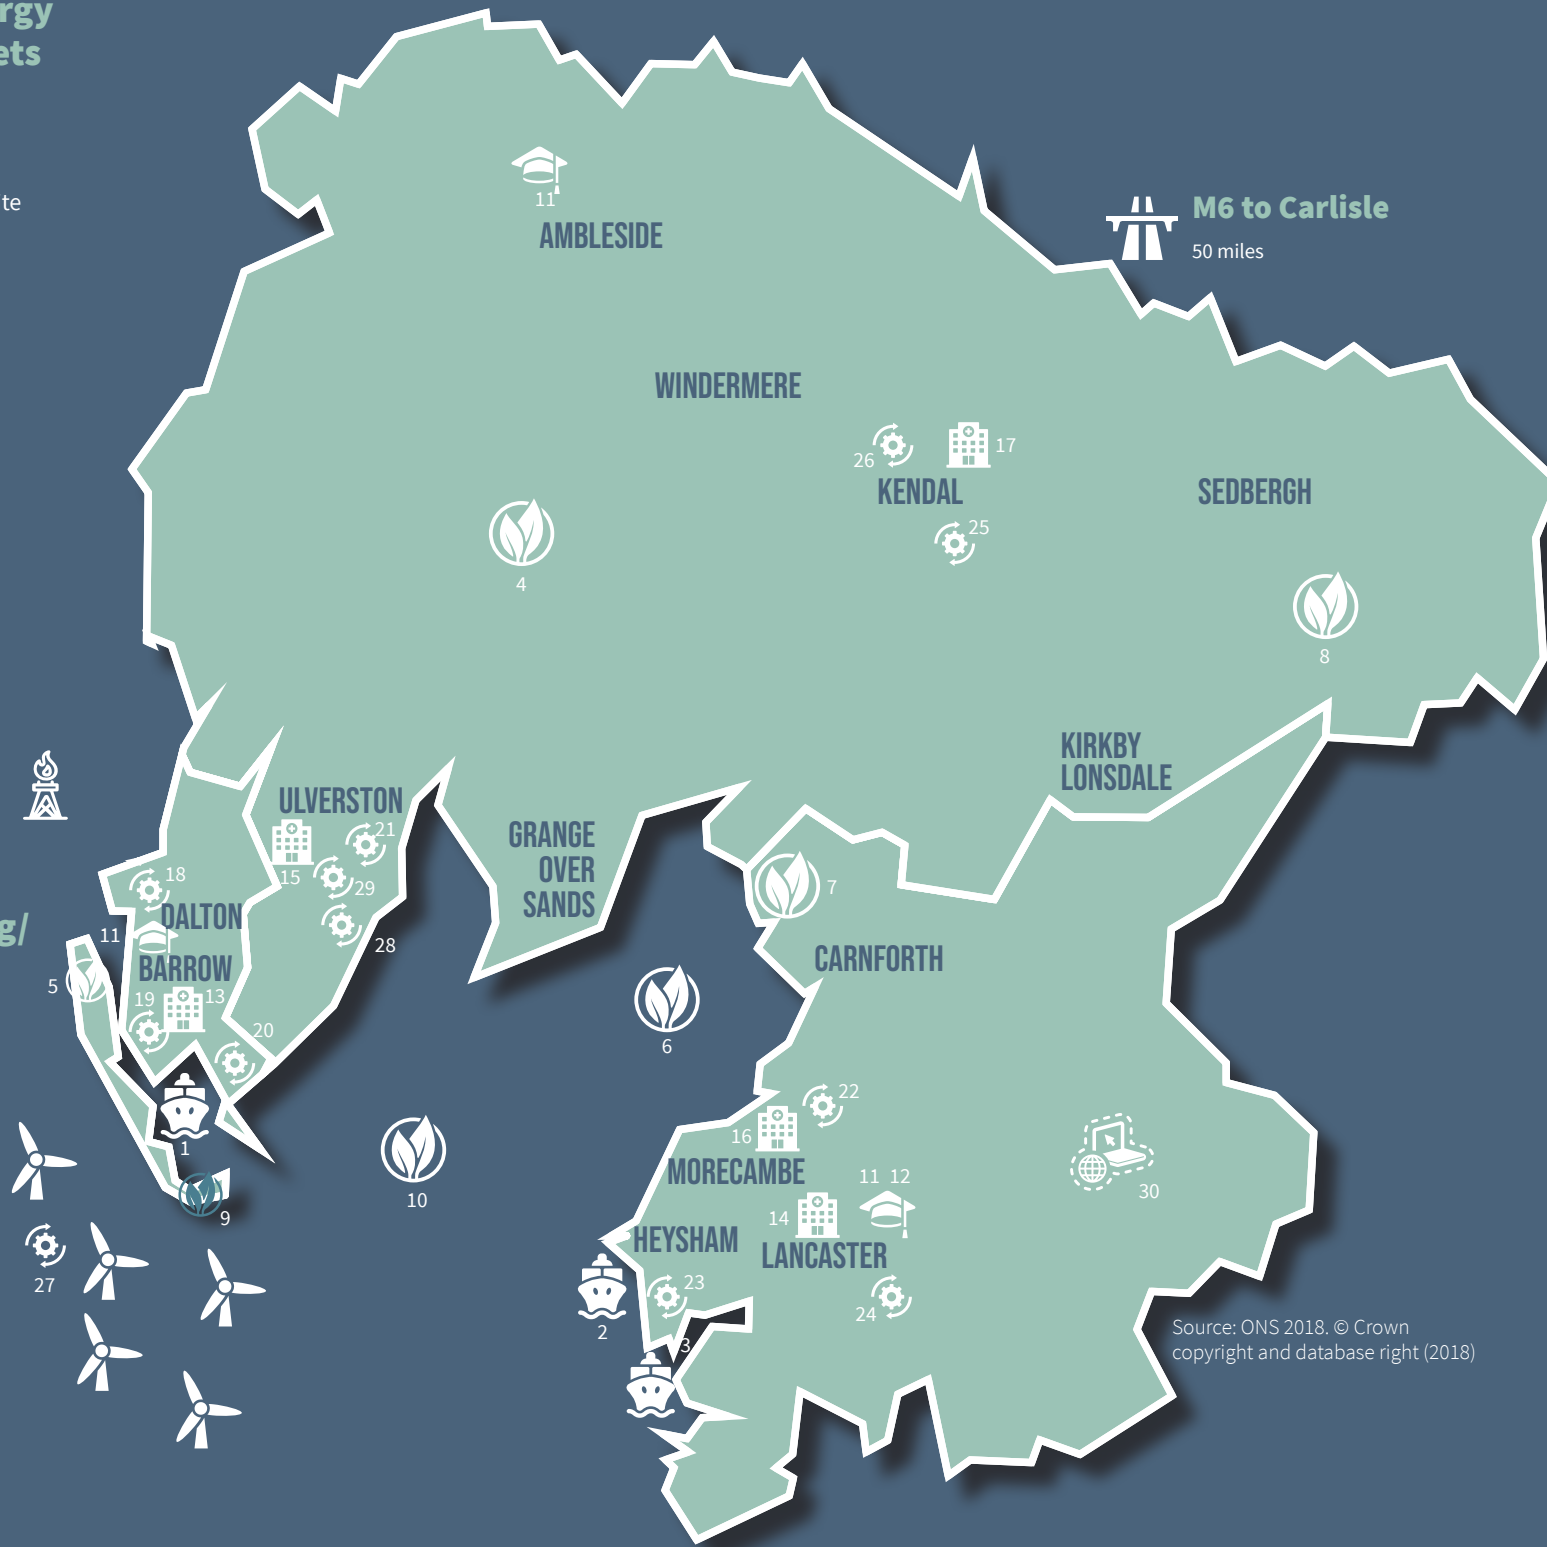 rgy
ets
te
11
AMBLESIDE
M6 to Carlisle
50 miles
WINDERMERE
26
17
KENDAL
SEDBERGH
25
4
8
KIRKBY
LONSDALE
ULVERSTON
21
15
29
28
GRANGE
OVER
SANDS
18
DALTON
11
BARROW
g/
5
19
13
20
7
CARNFORTH
6
1
10
9
27
22
16
MORECAMBE
11 12
14
30
HEYSHAM
LANCASTER
23
24
2
3
Source: ONS 2018. © Crown
copyright and database right (2018)